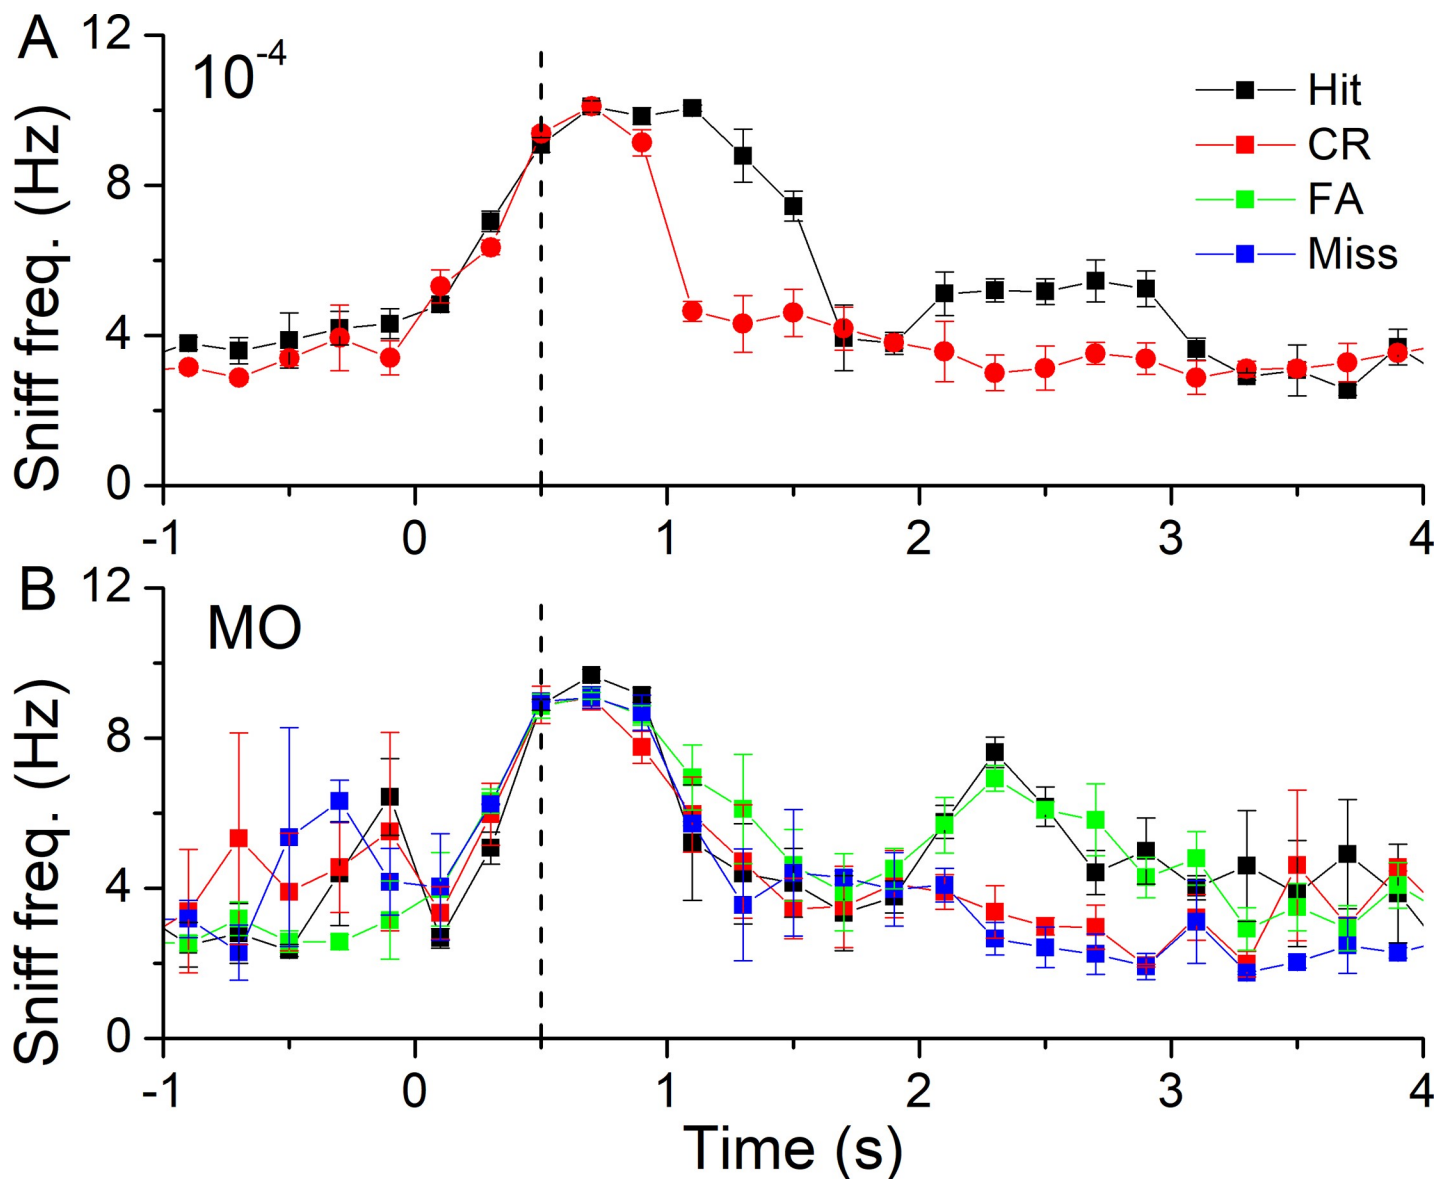 A
12
10⁻⁴
Hit
CR
FA
Miss
8
4
0
Sniff freq. (Hz)
-1 0 1 2 3 4
B
12
MO
8
4
0
Sniff freq. (Hz)
-1 0 1 2 3 4
Time (s)